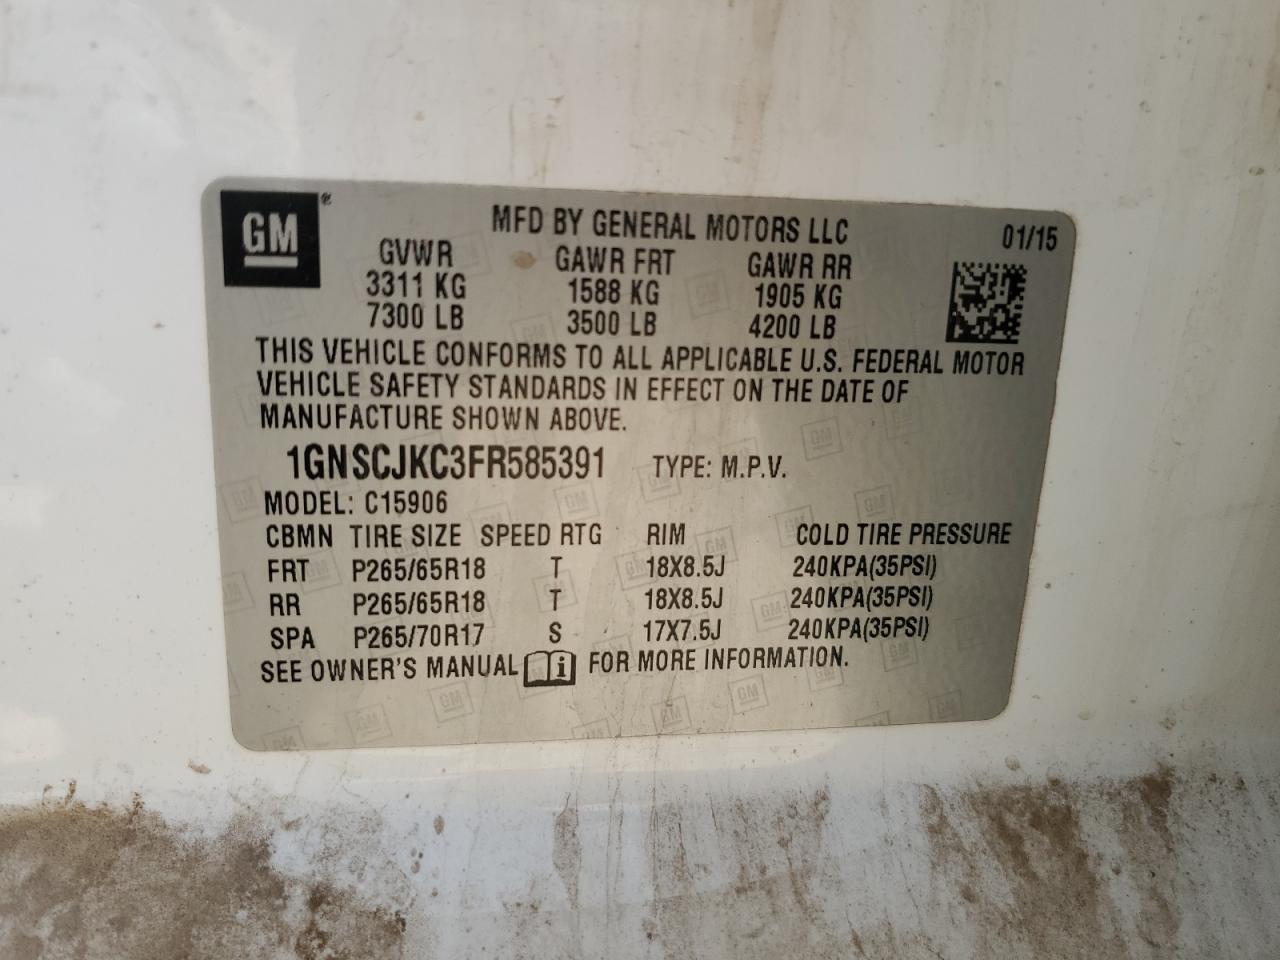 GM ® MFD BY GENERAL MOTORS LLC 01/15
GVWR GAWR FRT GAWR RR
3311 KG 1588 KG 1905 KG
7300 LB 3500 LB 4200 LB
THIS VEHICLE CONFORMS TO ALL APPLICABLE U.S. FEDERAL MOTOR
VEHICLE SAFETY STANDARDS IN EFFECT ON THE DATE OF
MANUFACTURE SHOWN ABOVE.
1GNSCJKC3FR585391 TYPE: M.P.V.
MODEL: C15906
CBMN TIRE SIZE SPEED RTG RIM COLD TIRE PRESSURE
FRT P265/65R18 T 18X8.5J 240KPA(35PSI)
RR P265/65R18 T 18X8.5J 240KPA(35PSI)
SPA P265/70R17 S 17X7.5J 240KPA(35PSI)
SEE OWNER'S MANUAL i FOR MORE INFORMATION.